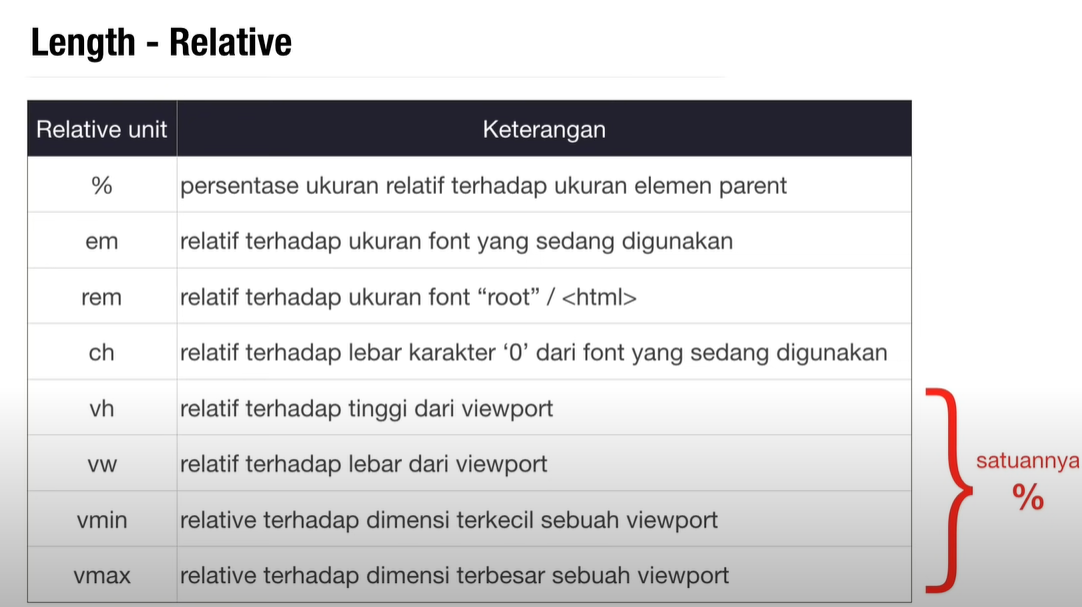 Length - Relative
Relative unit Keterangan
% persentase ukuran relatif terhadap ukuran elemen parent
em relatif terhadap ukuran font yang sedang digunakan
rem relatif terhadap ukuran font “root” / <html>
ch relatif terhadap lebar karakter ‘0’ dari font yang sedang digunakan
vh relatif terhadap tinggi dari viewport
vw relatif terhadap lebar dari viewport
vmin relative terhadap dimensi terkecil sebuah viewport
vmax relative terhadap dimensi terbesar sebuah viewport
satuannya
%